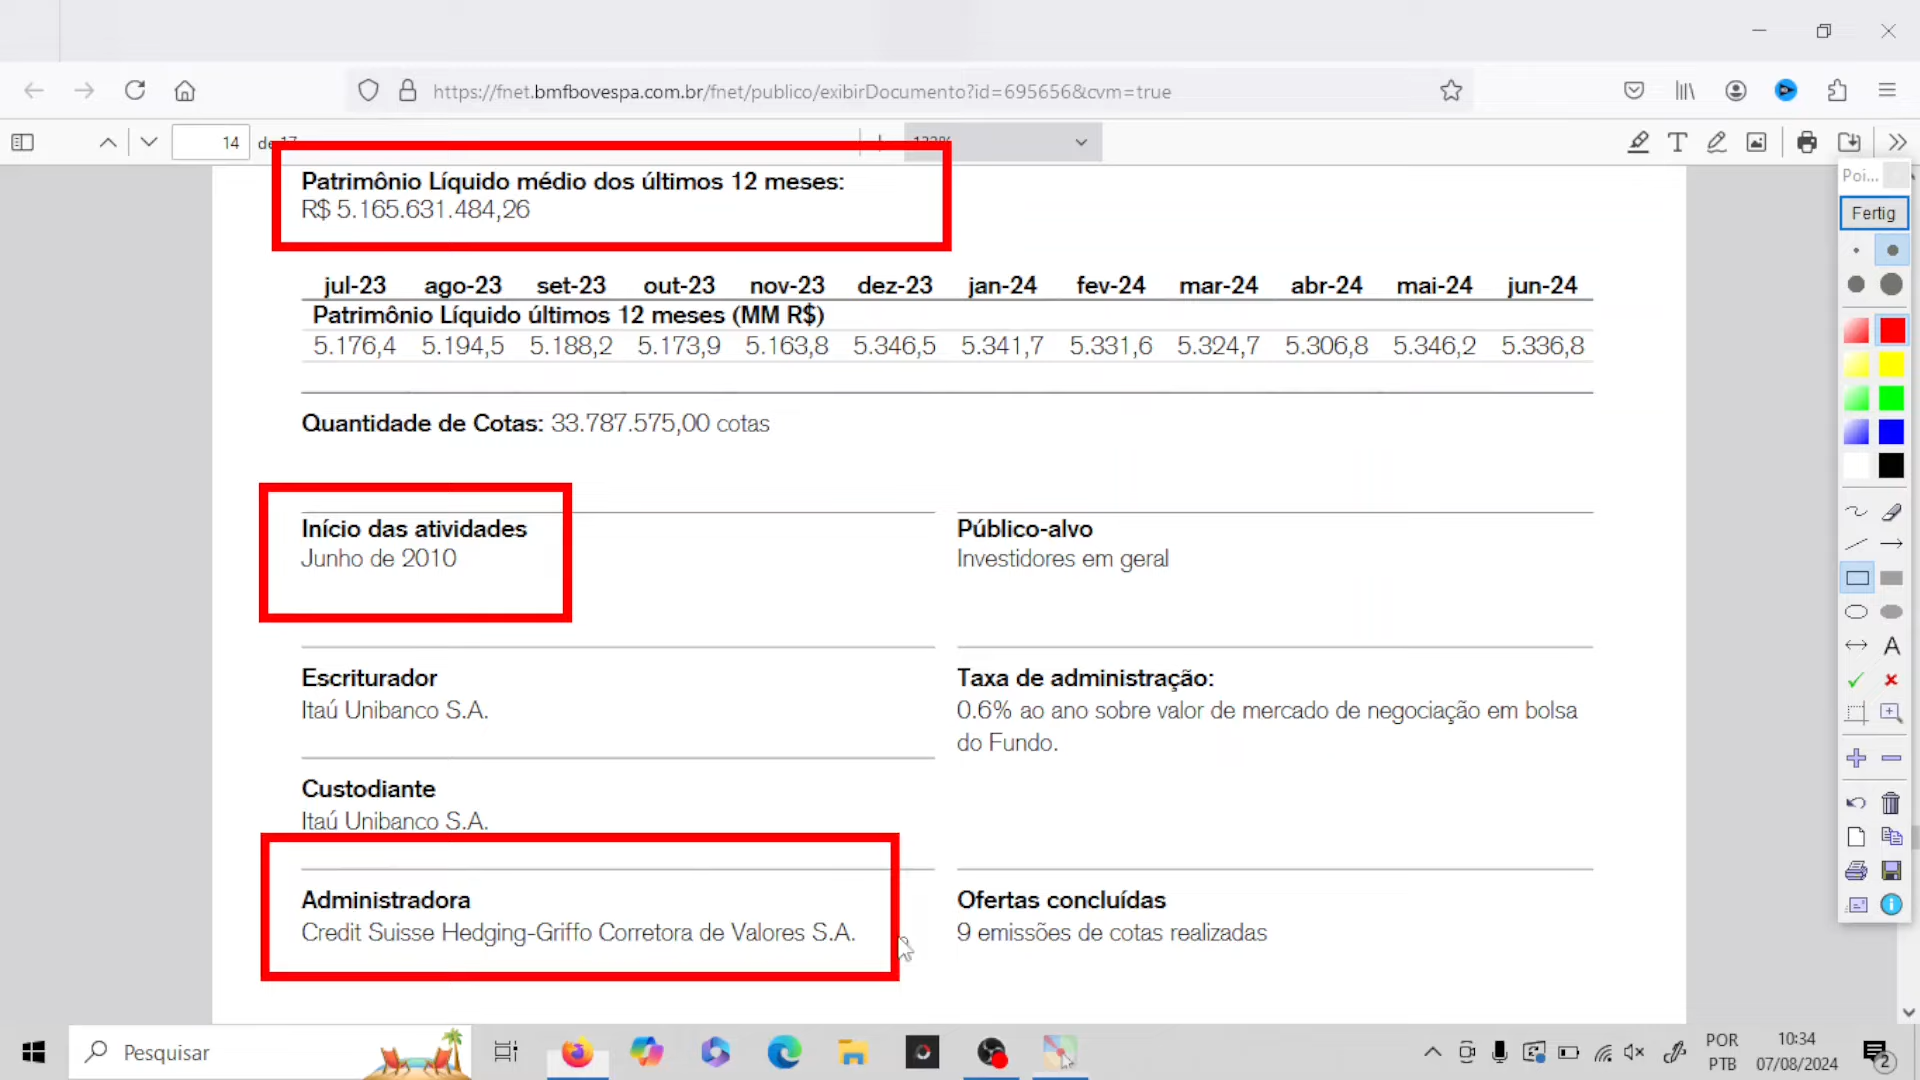 https://fnet.bmfbovespa.com.br/fnet/publico/exibirDocumento?id=695656&cvm=true
14 de 17
Patrimônio Líquido médio dos últimos 12 meses:
R$ 5.165.631.484,26
jul-23 ago-23 set-23 out-23 nov-23 dez-23 jan-24 fev-24 mar-24 abr-24 mai-24 jun-24
Patrimônio Líquido últimos 12 meses (MM R$)
5.176,4 5.194,5 5.188,2 5.173,9 5.163,8 5.346,5 5.341,7 5.331,6 5.324,7 5.306,8 5.346,2 5.336,8
Quantidade de Cotas: 33.787.575,00 cotas
Início das atividades
Junho de 2010
Público-alvo
Investidores em geral
Escriturador
Itaú Unibanco S.A.
Taxa de administração:
0.6% ao ano sobre valor de mercado de negociação em bolsa
do Fundo.
Custodiante
Itaú Unibanco S.A.
Administradora
Credit Suisse Hedging-Griffo Corretora de Valores S.A.
Ofertas concluídas
9 emissões de cotas realizadas
Poi...
Fertig
A
Pesquisar
POR
PTB
10:34
07/08/2024
2